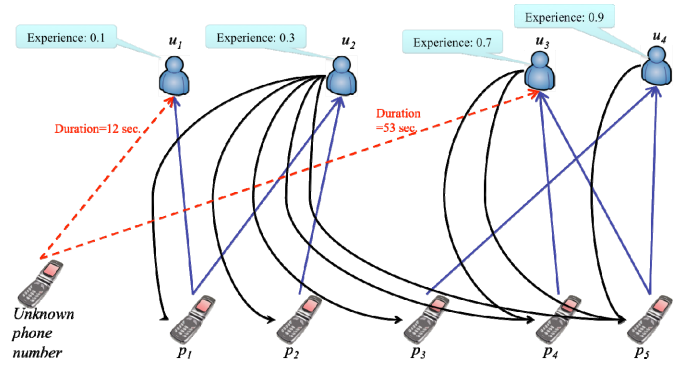 Experience: 0.1
u1
Experience: 0.3
u2
Experience: 0.7
u3
Experience: 0.9
u4
Duration=12 sec.
Duration
=53 sec.
Unknown
phone
number
p1
p2
p3
p4
p5